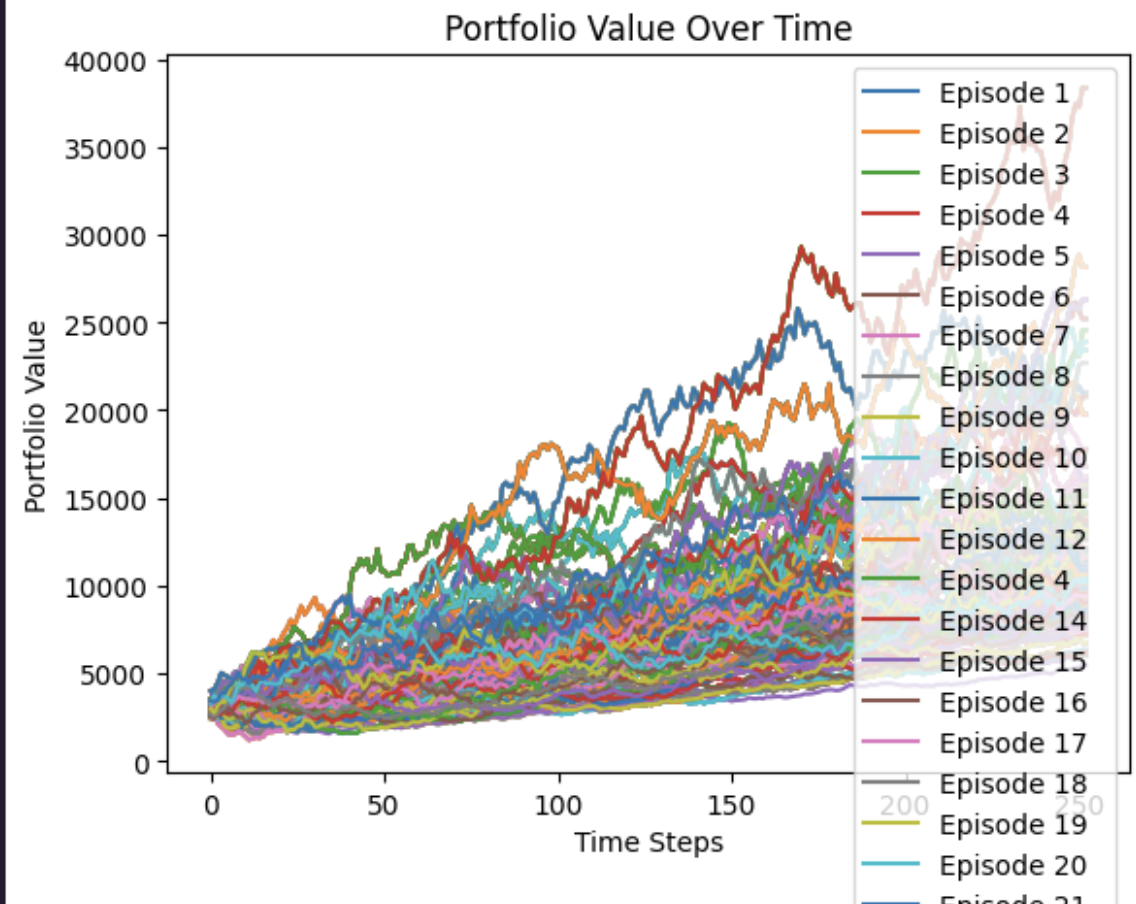 Portfolio Value Over Time
40000
35000
30000
25000
20000
15000
10000
5000
0
Portfolio Value
0 50 100 150 200 250
Time Steps
Episode 1
Episode 2
Episode 3
Episode 4
Episode 5
Episode 6
Episode 7
Episode 8
Episode 9
Episode 10
Episode 11
Episode 12
Episode 4
Episode 14
Episode 15
Episode 16
Episode 17
Episode 18
Episode 19
Episode 20
Episode 21